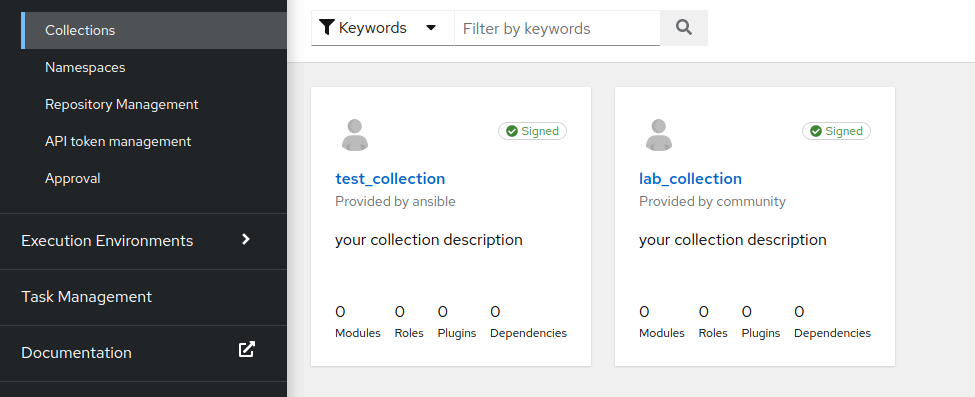 Collections
Namespaces
Repository Management
API token management
Approval
Execution Environments
Task Management
Documentation
Keywords
Filter by keywords
Signed
test_collection
Provided by ansible
your collection description
0 0 0 0
Modules Roles Plugins Dependencies
Signed
lab_collection
Provided by community
your collection description
0 0 0 0
Modules Roles Plugins Dependencies